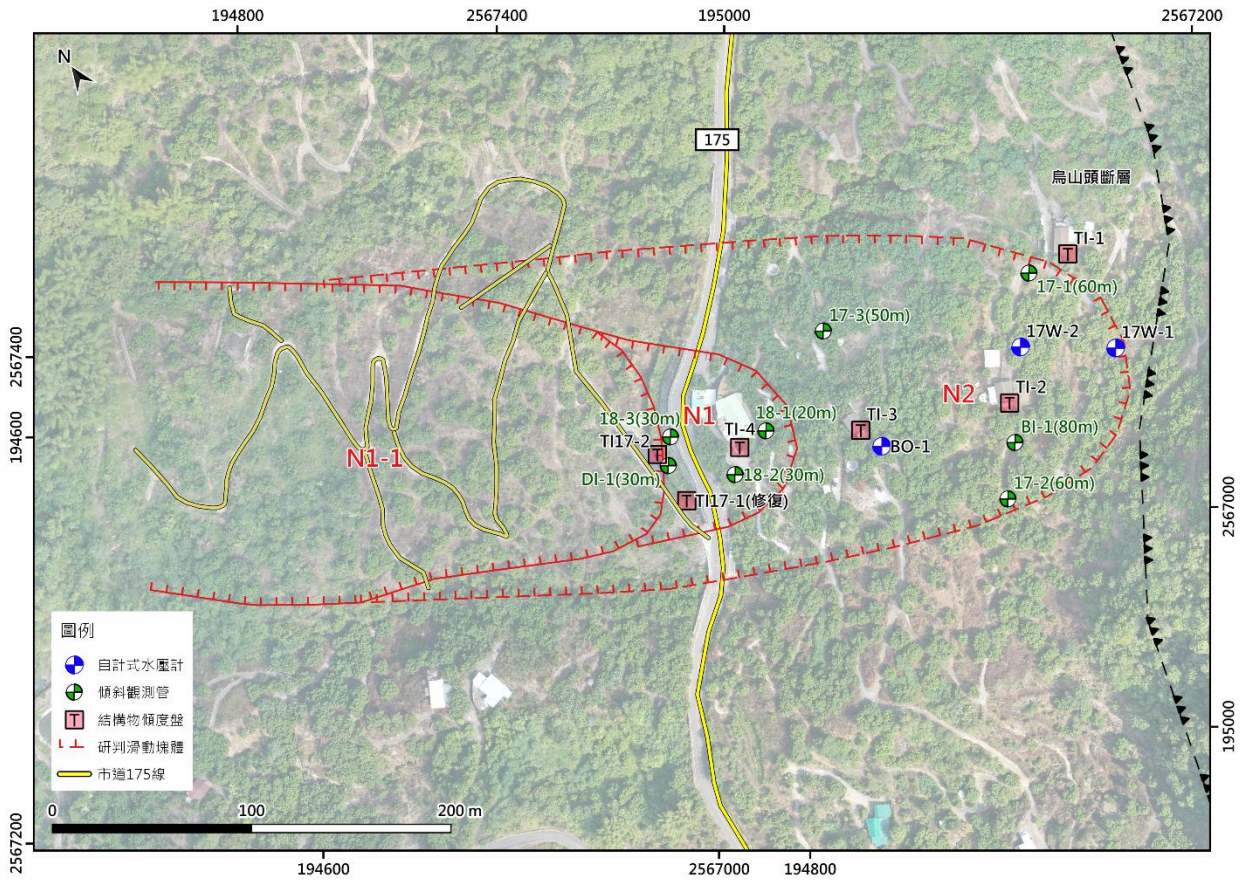 194800
2567400
195000
2567200
N
175
烏山頭斷層
TI-1
17-1(60m)
17-3(50m)
17W-2
17W-1
2567400
N2
TI-2
18-3(30m)
N1
18-1(20m)
TI-3
TI17-2
TI-4
BO-1
BI-1(80m)
194600
N1-1
DI-1(30m)
18-2(30m)
17-2(60m)
TI17-1(修復)
2567000
圖例
自計式水壓計
傾斜觀測管
T 結構物傾度盤
研判滑動塊體
市道175線
195000
0 100 200 m
2567200
194600
2567000
194800